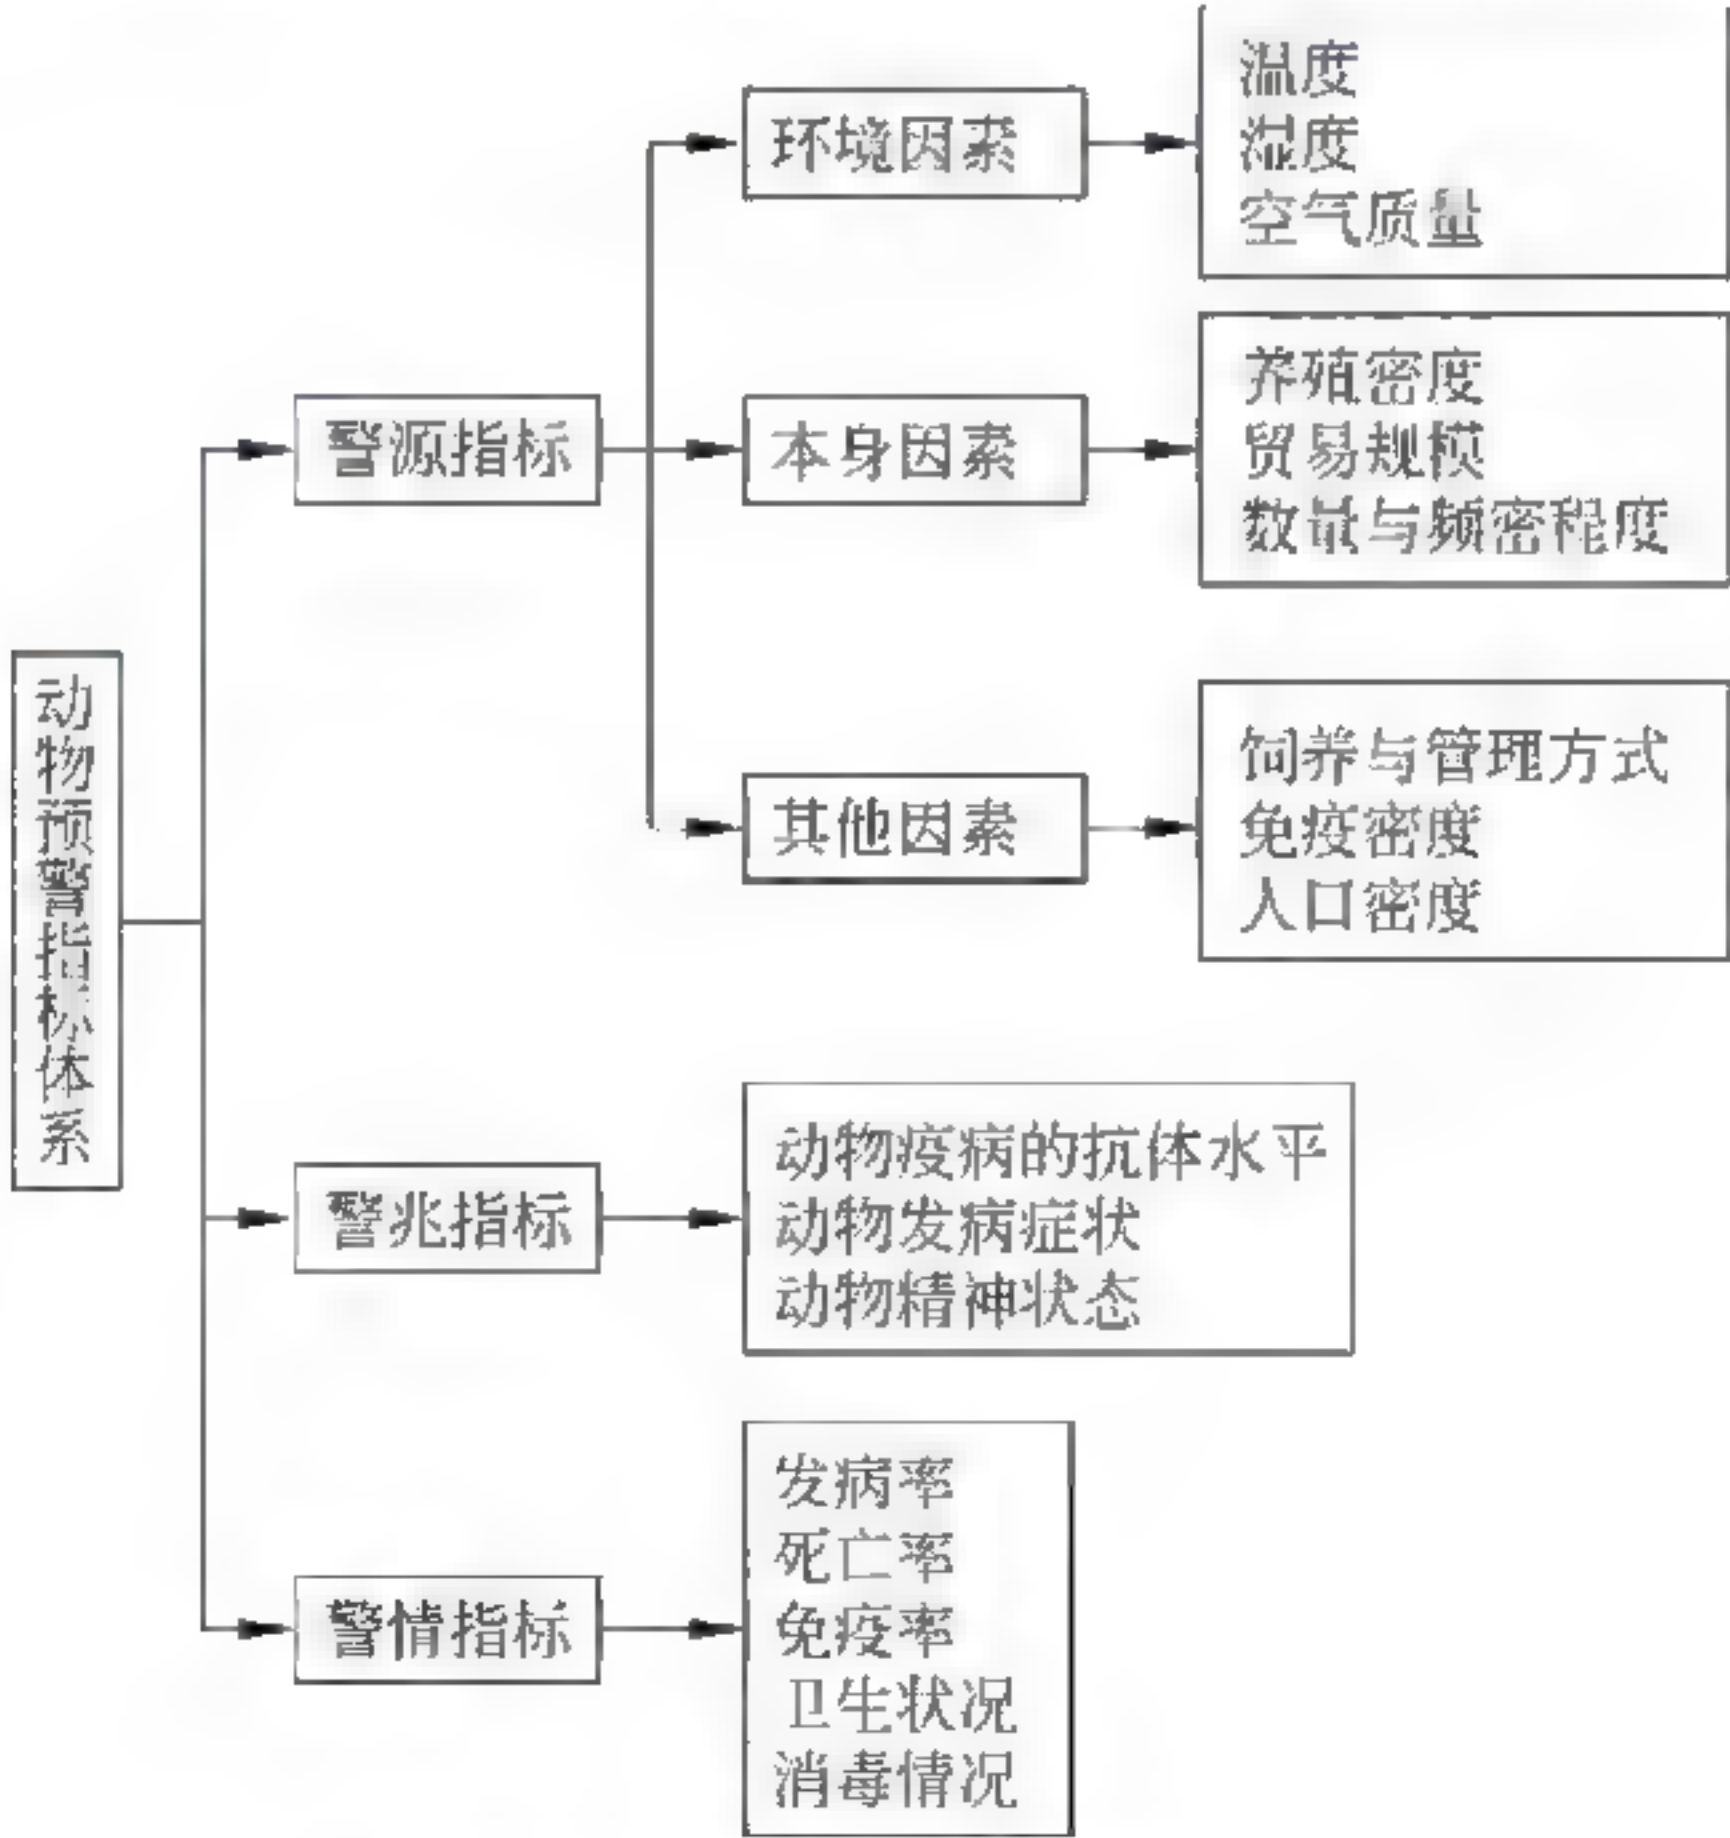 动物预警指标体系
警源指标
环境因素
温度
湿度
空气质量
本身因素
养殖密度
贸易规模
数量与频密程度
其他因素
饲养与管理方式
免疫密度
人口密度
警兆指标
动物疫病的抗体水平
动物发病症状
动物精神状态
警情指标
发病率
死亡率
免疫率
卫生状况
消毒情况